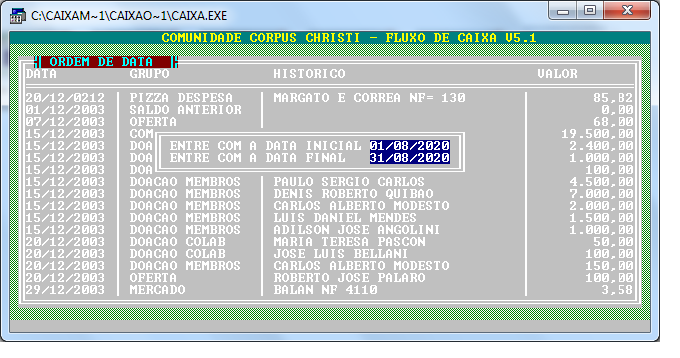 C:\CAIXAM~1\CAIXAO~1\CAIXA.EXE
COMUNIDADE CORPUS CHRISTI - FLUXO DE CAIXA V5.1
ORDEM DE DATA
DATA GRUPO HISTORICO VALOR
20/12/0212 PIZZA DESPESA MARGATO E CORREA NF= 130 85,82
01/12/2003 SALDO ANTERIOR 0,00
07/12/2003 OFERTA 68,00
15/12/2003 COM 19.500,00
15/12/2003 DOA ENTRE COM A DATA INICIAL 01/08/2020 2.400,00
15/12/2003 DOA ENTRE COM A DATA FINAL 31/08/2020 1.000,00
15/12/2003 DOA 100,00
15/12/2003 DOACAO MEMBROS PAULO SERGIO CARLOS 4.500,00
15/12/2003 DOACAO MEMBROS DENIS ROBERTO QUIBAO 7.000,00
15/12/2003 DOACAO MEMBROS CARLOS ALBERTO MODESTO 2.000,00
15/12/2003 DOACAO MEMBROS LUIS DANIEL MENDES 1.500,00
15/12/2003 DOACAO MEMBROS ADILSON JOSE ANGOLINI 1.000,00
20/12/2003 DOACAO COLAB MARIA TERESA PASCON 50,00
20/12/2003 DOACAO COLAB JOSE LUIS BELLANI 100,00
20/12/2003 DOACAO MEMBROS CARLOS ALBERTO MODESTO 150,00
20/12/2003 OFERTA ROBERTO JOSE PALARO 100,00
29/12/2003 MERCADO BALAN NF 4110 3,58